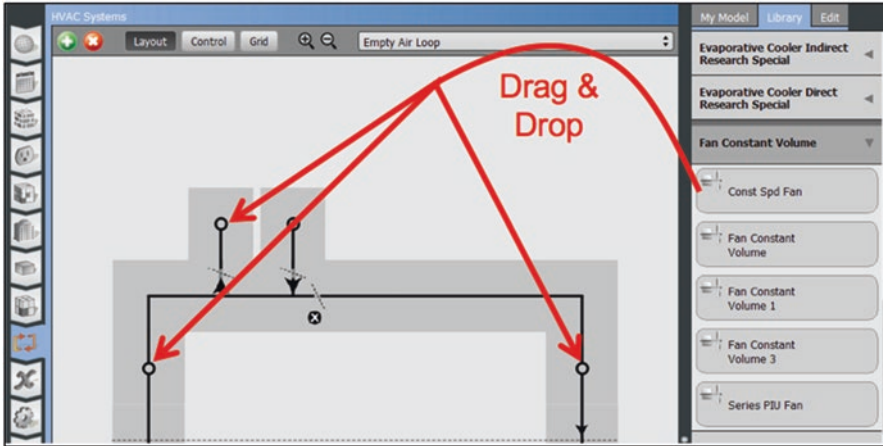 HVAC Systems
My Model Library Edit
Layout Control Grid Empty Air Loop
Evaporative Cooler Indirect
Research Special
Evaporative Cooler Direct
Research Special
Drag &
Drop
Fan Constant Volume
Const Spd Fan
Fan Constant
Volume
Fan Constant
Volume 1
Fan Constant
Volume 3
Series PIU Fan